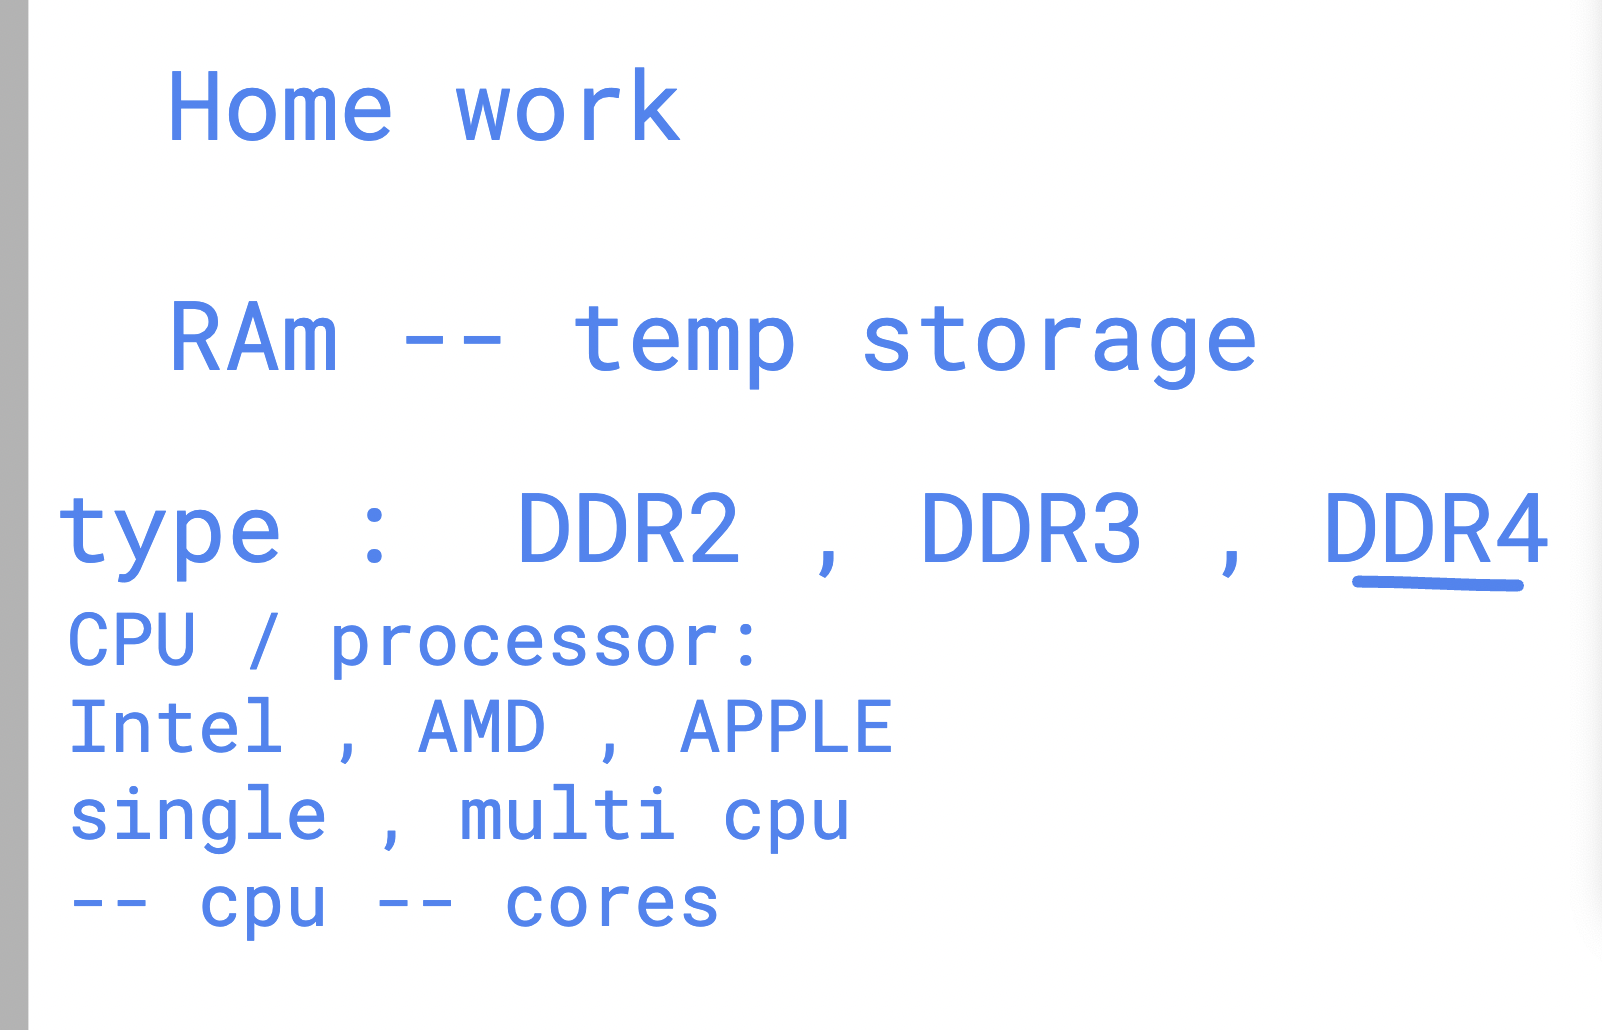 Home work
RAm -- temp storage
type : DDR2 , DDR3 , DDR4
CPU / processor:
Intel , AMD , APPLE
single , multi cpu
-- cpu -- cores